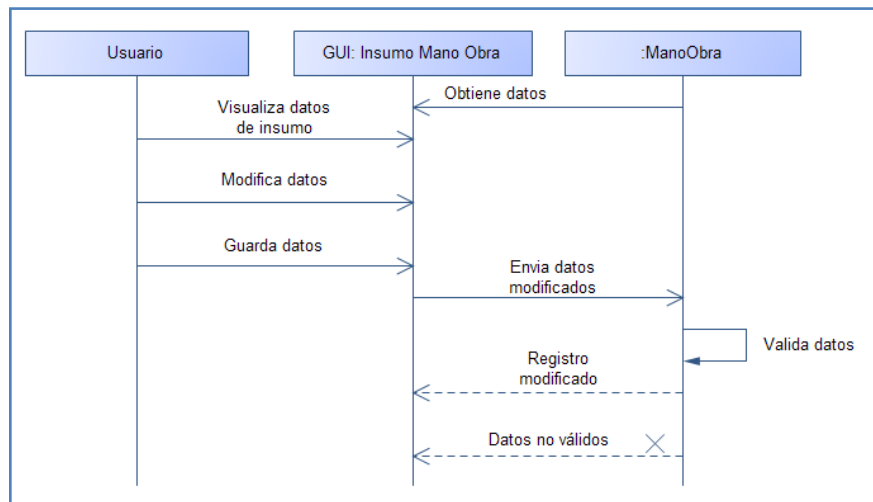 Usuario
GUI: Insumo Mano Obra
:ManoObra
Obtiene datos
Visualiza datos
de insumo
Modifica datos
Guarda datos
Envia datos
modificados
Valida datos
Registro
modificado
Datos no válidos